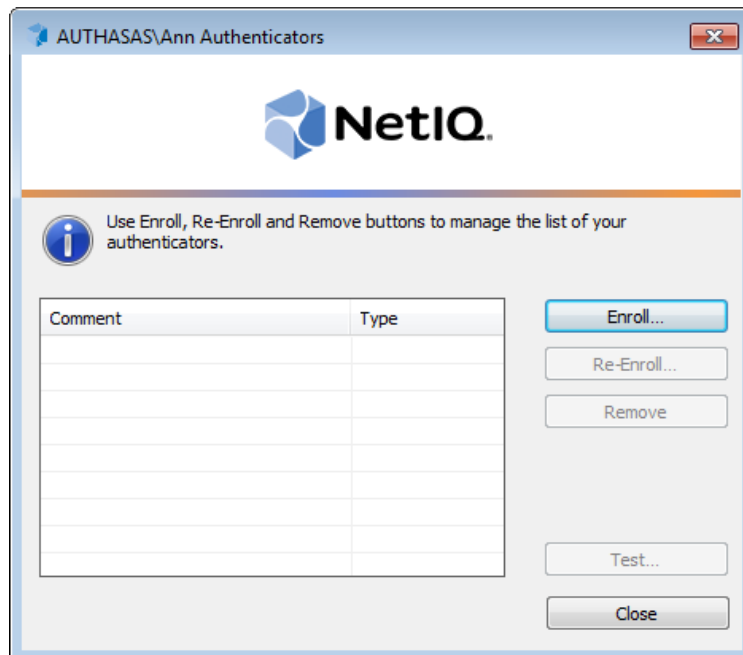 AUTHASAS\Ann Authenticators
NetIQ.
Use Enroll, Re-Enroll and Remove buttons to manage the list of your
authenticators.
Comment Type
Enroll...
Re-Enroll...
Remove
Test...
Close